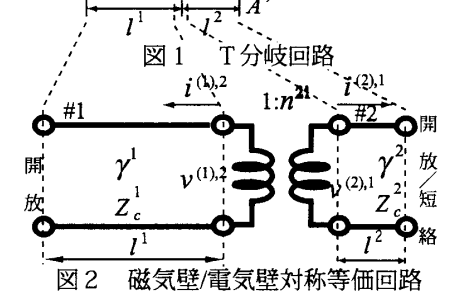 l¹ l² A'
図1 T分岐回路
i⁽¹⁾,² i⁽²⁾,¹
#1 1:n²¹ #2
開放 γ¹ v⁽¹⁾,² v⁽²⁾,¹ γ² 開放/短絡
Z_c¹ Z_c²
l¹ l²
図2 磁気壁/電気壁対称等価回路